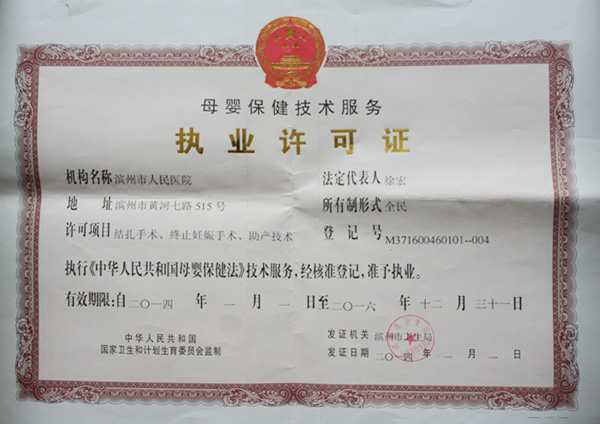 母婴保健技术服务
执业许可证
机构名称 滨州市人民医院 法定代表人 徐宏
地 址 滨州市黄河七路 515 号 所有制形式 全民
许可项目 结扎手术、终止妊娠手术、助产技术 登记号 M371600460101--004
执行《中华人民共和国母婴保健法》技术服务,经核准登记,准予执业。
有效期限:自二〇一四 年 一 月 一 日至二〇一六 年 十二 月 三十一日
中华人民共和国 发证机关 滨州市卫生局
国家卫生和计划生育委员会监制 发证日期 二〇一四年 一 月 一 日